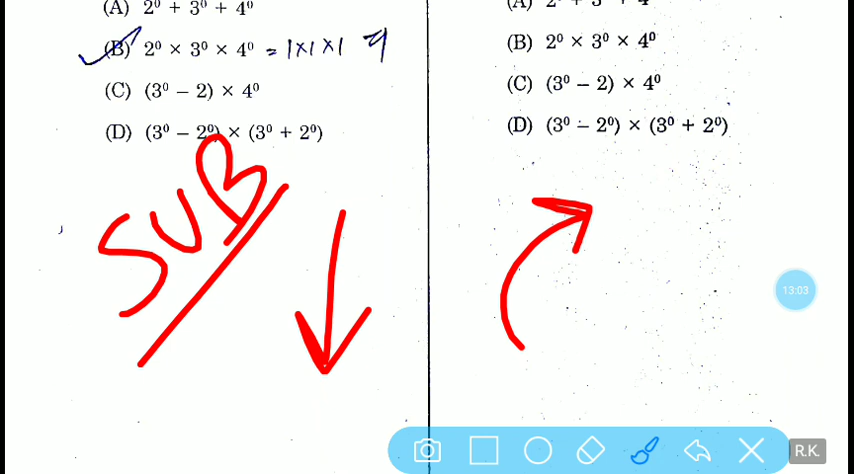 (A) 2⁰ + 3⁰ + 4⁰
(B) 2⁰ × 3⁰ × 4⁰ = 1×1×1
(C) (3⁰ − 2) × 4⁰
(D) (3⁰ − 2⁰) × (3⁰ + 2⁰)
SUB
(B) 2⁰ × 3⁰ × 4⁰
(C) (3⁰ − 2) × 4⁰
(D) (3⁰ − 2⁰) × (3⁰ + 2⁰)
13:03
R.K.